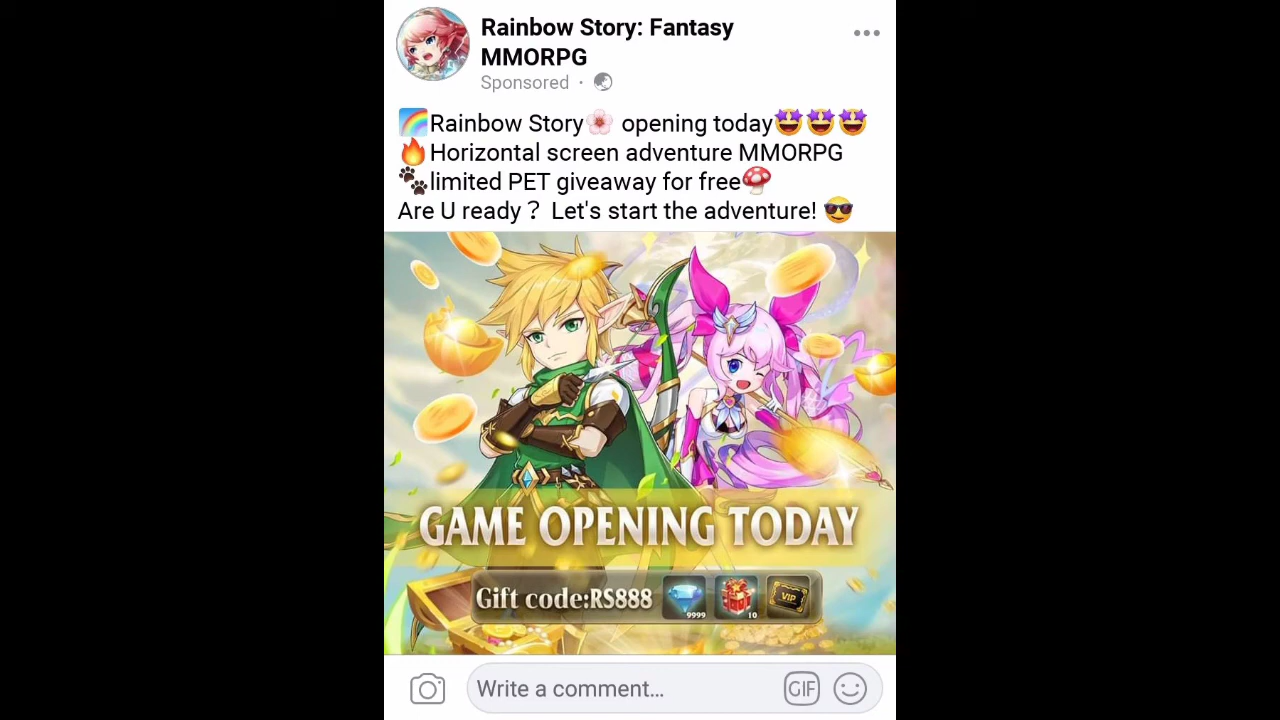 Rainbow Story: Fantasy
MMORPG
Sponsored ·
🌈Rainbow Story🌸 opening today🤩🤩🤩
🔥Horizontal screen adventure MMORPG
🐾limited PET giveaway for free🍄
Are U ready？ Let's start the adventure! 😎
GAME OPENING TODAY
Gift code:RS888
9999
10
VIP
Write a comment...
GIF